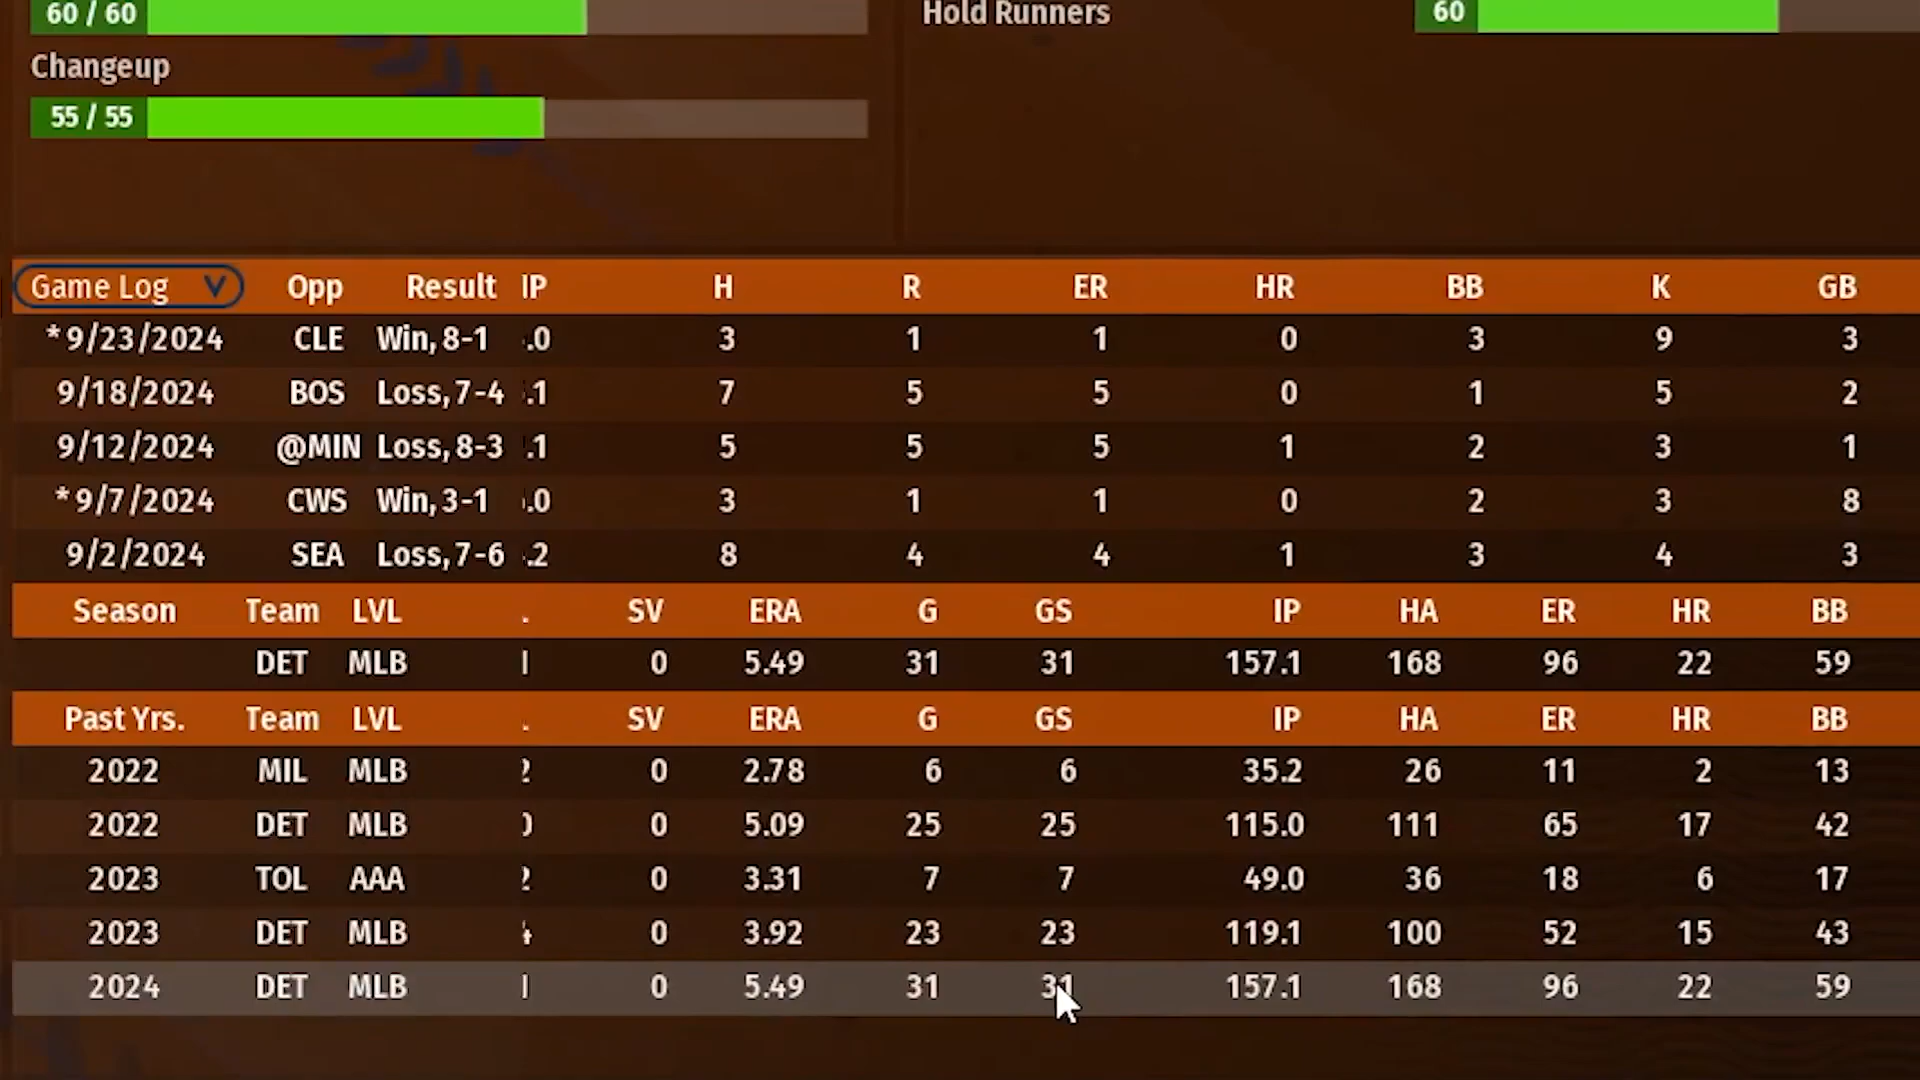 60 / 60 Hold Runners 60
Changeup
55 / 55
Game Log V Opp Result IP H R ER HR BB K GB
*9/23/2024 CLE Win, 8-1 .0 3 1 1 0 3 9 3
9/18/2024 BOS Loss, 7-4 .1 7 5 5 0 1 5 2
9/12/2024 @MIN Loss, 8-3 .1 5 5 5 1 2 3 1
*9/7/2024 CWS Win, 3-1 .0 3 1 1 0 2 3 8
9/2/2024 SEA Loss, 7-6 .2 8 4 4 1 3 4 3
Season Team LVL SV ERA G GS IP HA ER HR BB
DET MLB 0 5.49 31 31 157.1 168 96 22 59
Past Yrs. Team LVL SV ERA G GS IP HA ER HR BB
2022 MIL MLB 2 0 2.78 6 6 35.2 26 11 2 13
2022 DET MLB 0 5.09 25 25 115.0 111 65 17 42
2023 TOL AAA 2 0 3.31 7 7 49.0 36 18 6 17
2023 DET MLB 4 0 3.92 23 23 119.1 100 52 15 43
2024 DET MLB 0 5.49 31 31 157.1 168 96 22 59